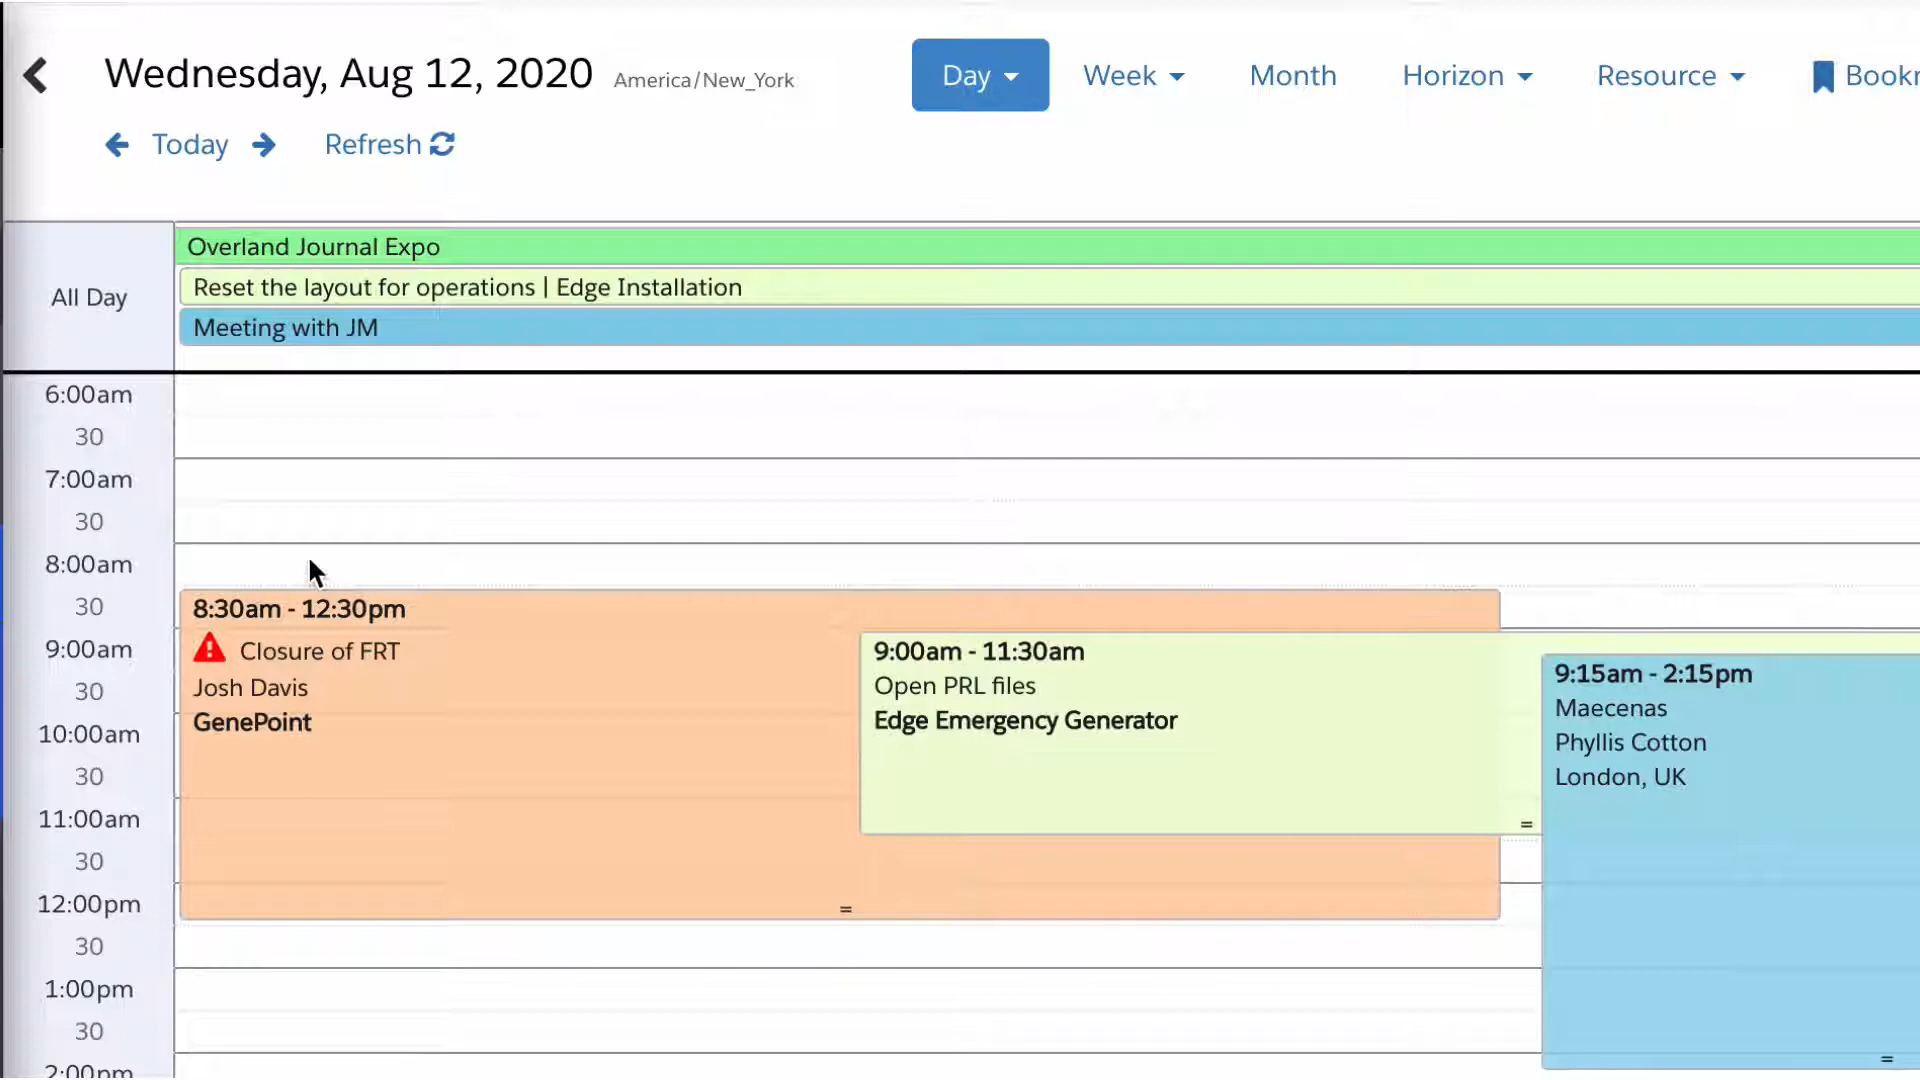 Wednesday, Aug 12, 2020 America/New_York
Day Week Month Horizon Resource
Today Refresh
All Day
Overland Journal Expo
Reset the layout for operations | Edge Installation
Meeting with JM
6:00am
30
7:00am
30
8:00am
30
9:00am
30
10:00am
30
11:00am
30
12:00pm
30
1:00pm
30
2:00pm
8:30am - 12:30pm
Closure of FRT
Josh Davis
GenePoint
=
9:00am - 11:30am
Open PRL files
Edge Emergency Generator
=
9:15am - 2:15pm
Maecenas
Phyllis Cotton
London, UK
=